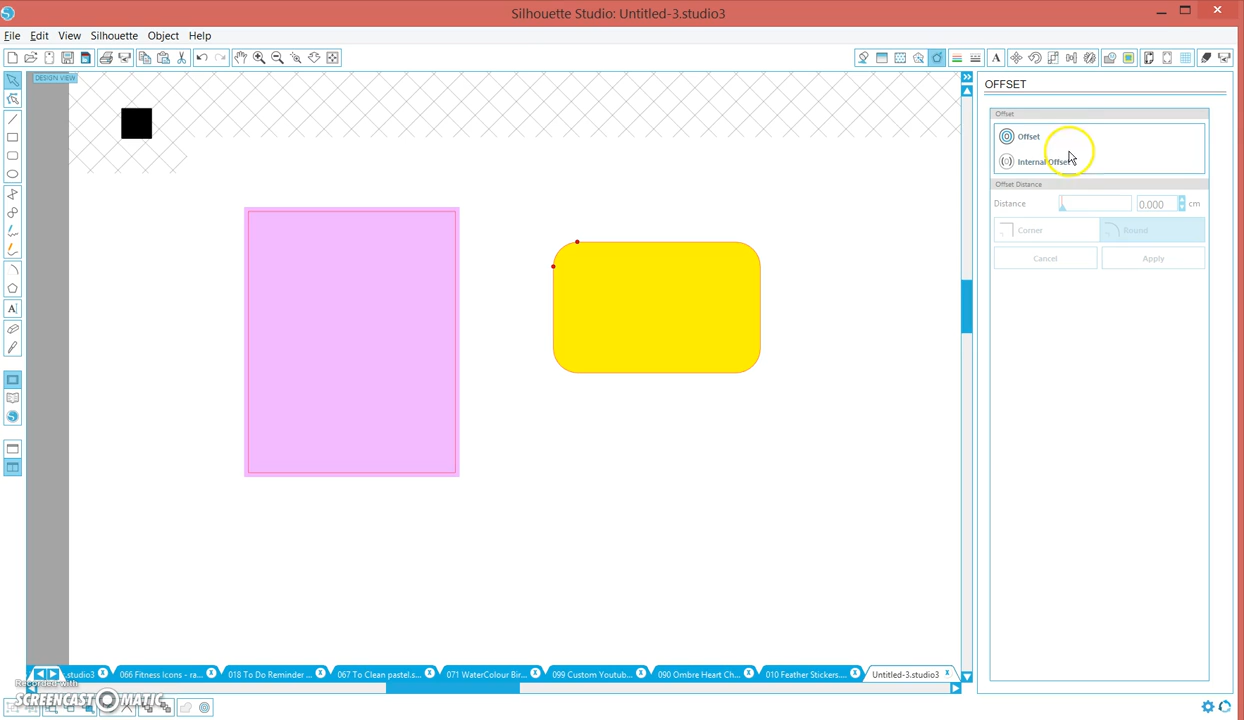 Silhouette Studio: Untitled-3.studio3
File Edit View Silhouette Object Help
DESIGN VIEW
OFFSET
Offset
Offset
Internal Offset
Offset Distance
Distance 0.000 cm
Corner Round
Cancel Apply
.studio3 066 Fitness Icons - ra... 018 To Do Reminder ... 067 To Clean pastel.s... 071 WaterColour Bir... 099 Custom Youtub... 090 Ombre Heart Ch... 010 Feather Stickers.... Untitled-3.studio3
Recorded with
SCREENCAST-O-MATIC